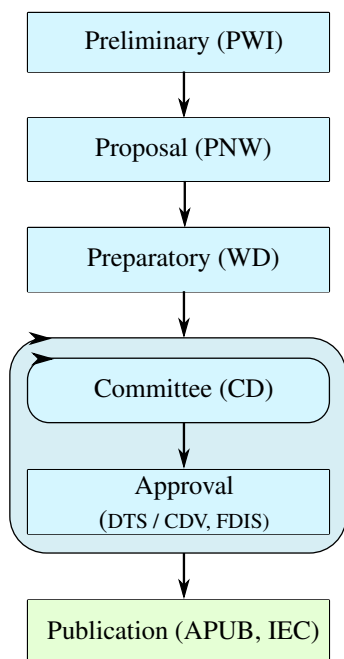 Preliminary (PWI)
Proposal (PNW)
Preparatory (WD)
Committee (CD)
Approval
(DTS / CDV, FDIS)
Publication (APUB, IEC)